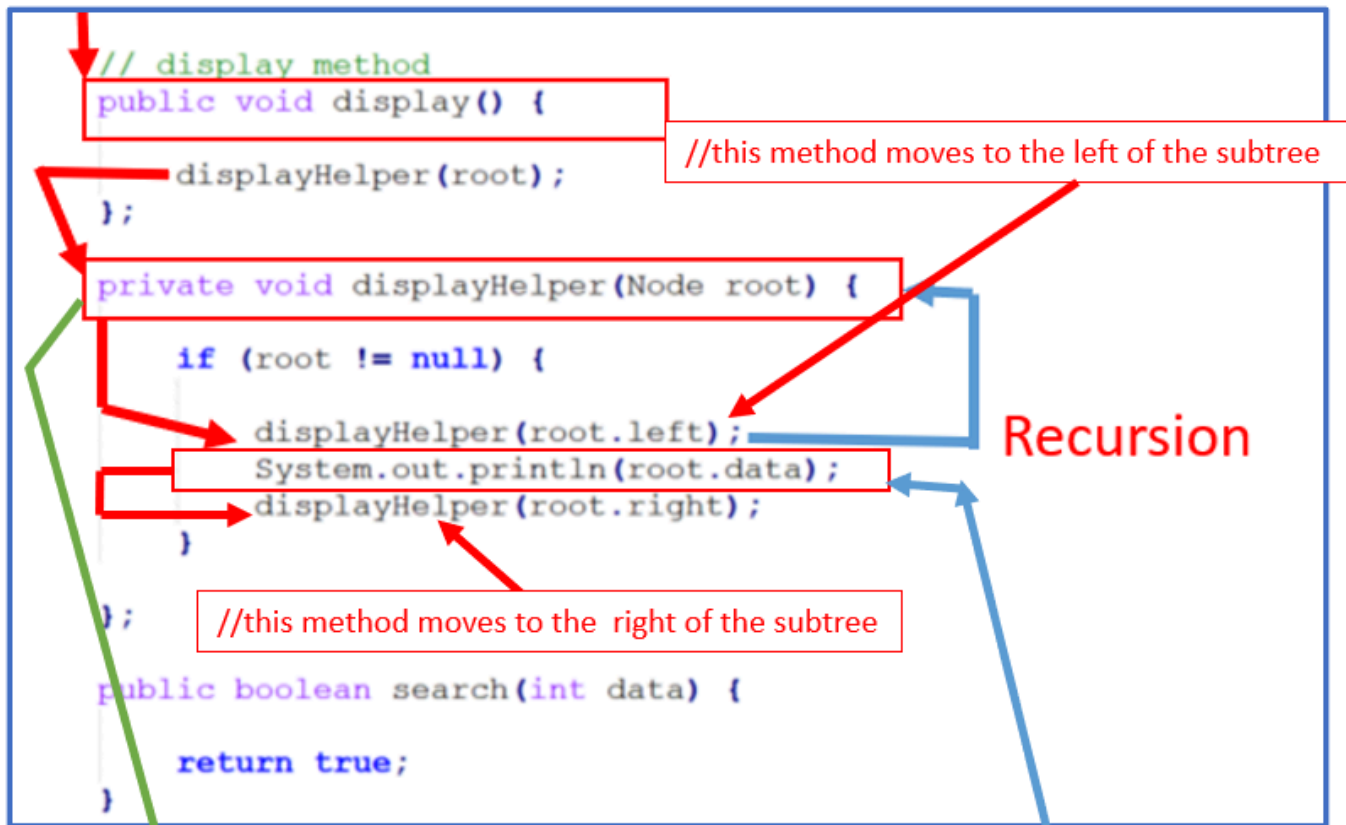 // display method
public void display() {
//this method moves to the left of the subtree
displayHelper(root);
};
private void displayHelper(Node root) {
if (root != null) {
displayHelper(root.left);
Recursion
System.out.println(root.data);
displayHelper(root.right);
}
};
//this method moves to the  right of the subtree
public boolean search(int data) {
return true;
}